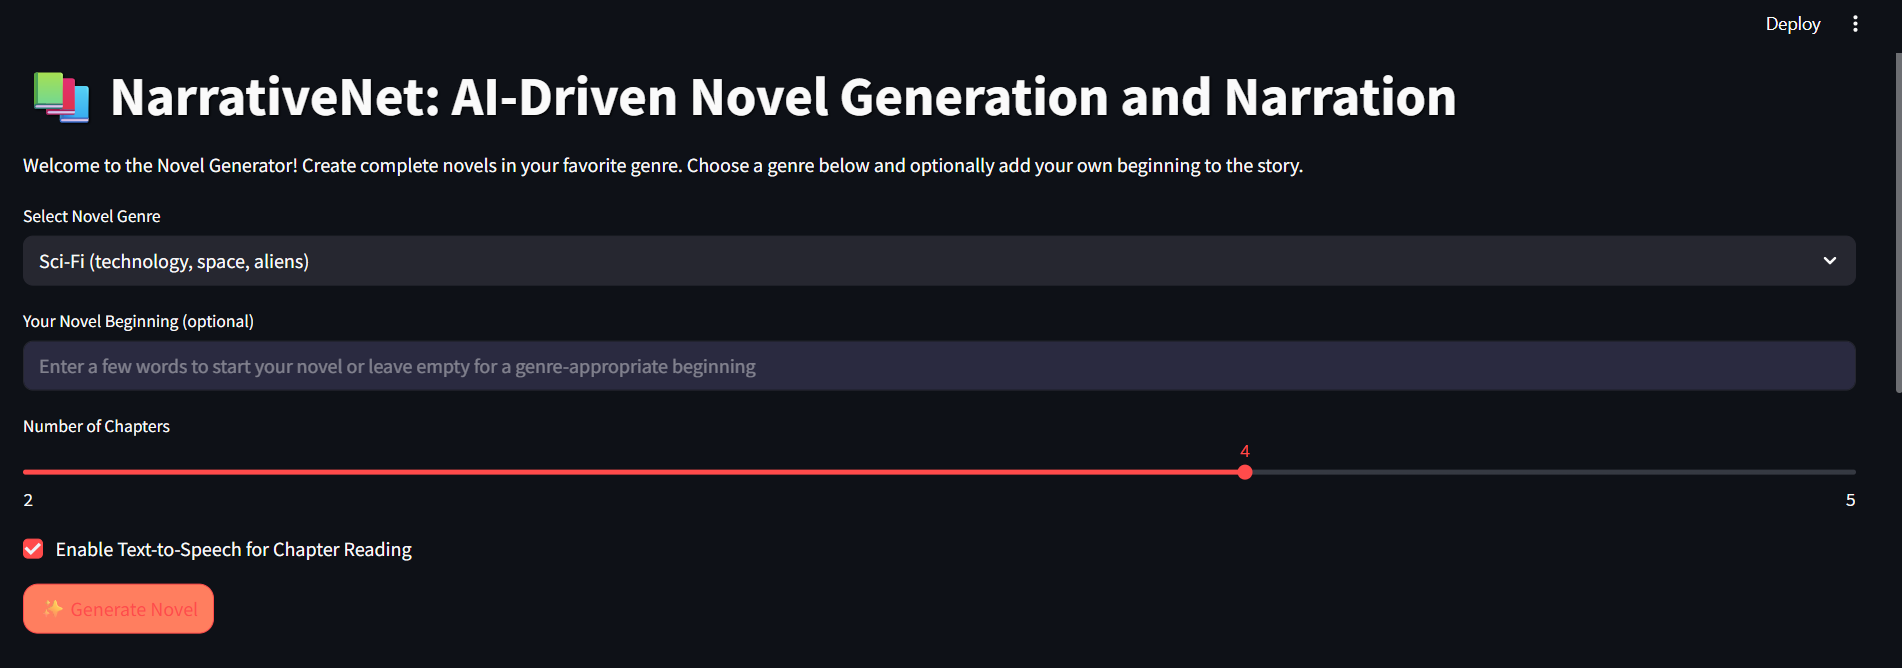 Deploy
NarrativeNet: AI-Driven Novel Generation and Narration
Welcome to the Novel Generator! Create complete novels in your favorite genre. Choose a genre below and optionally add your own beginning to the story.
Select Novel Genre
Sci-Fi (technology, space, aliens)
Your Novel Beginning (optional)
Enter a few words to start your novel or leave empty for a genre-appropriate beginning
Number of Chapters
4
2 5
Enable Text-to-Speech for Chapter Reading
✨ Generate Novel